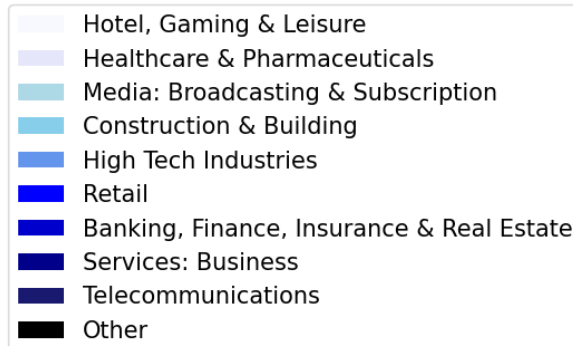 Hotel, Gaming & Leisure
Healthcare & Pharmaceuticals
Media: Broadcasting & Subscription
Construction & Building
High Tech Industries
Retail
Banking, Finance, Insurance & Real Estate
Services: Business
Telecommunications
Other